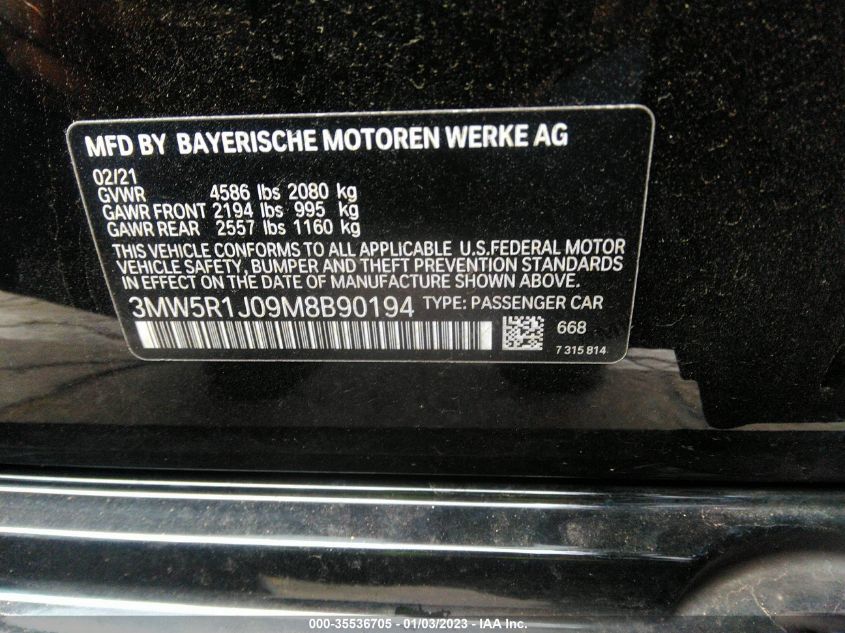 MFD BY BAYERISCHE MOTOREN WERKE AG
02/21
GVWR 4586 lbs 2080 kg
GAWR FRONT 2194 lbs 995 kg
GAWR REAR 2557 lbs 1160 kg
THIS VEHICLE CONFORMS TO ALL APPLICABLE U.S.FEDERAL MOTOR
VEHICLE SAFETY, BUMPER AND THEFT PREVENTION STANDARDS
IN EFFECT ON THE DATE OF MANUFACTURE SHOWN ABOVE.
3MW5R1J09M8B90194 TYPE: PASSENGER CAR
668
7 315 814
000-35536705 - 01/03/2023 - IAA Inc.